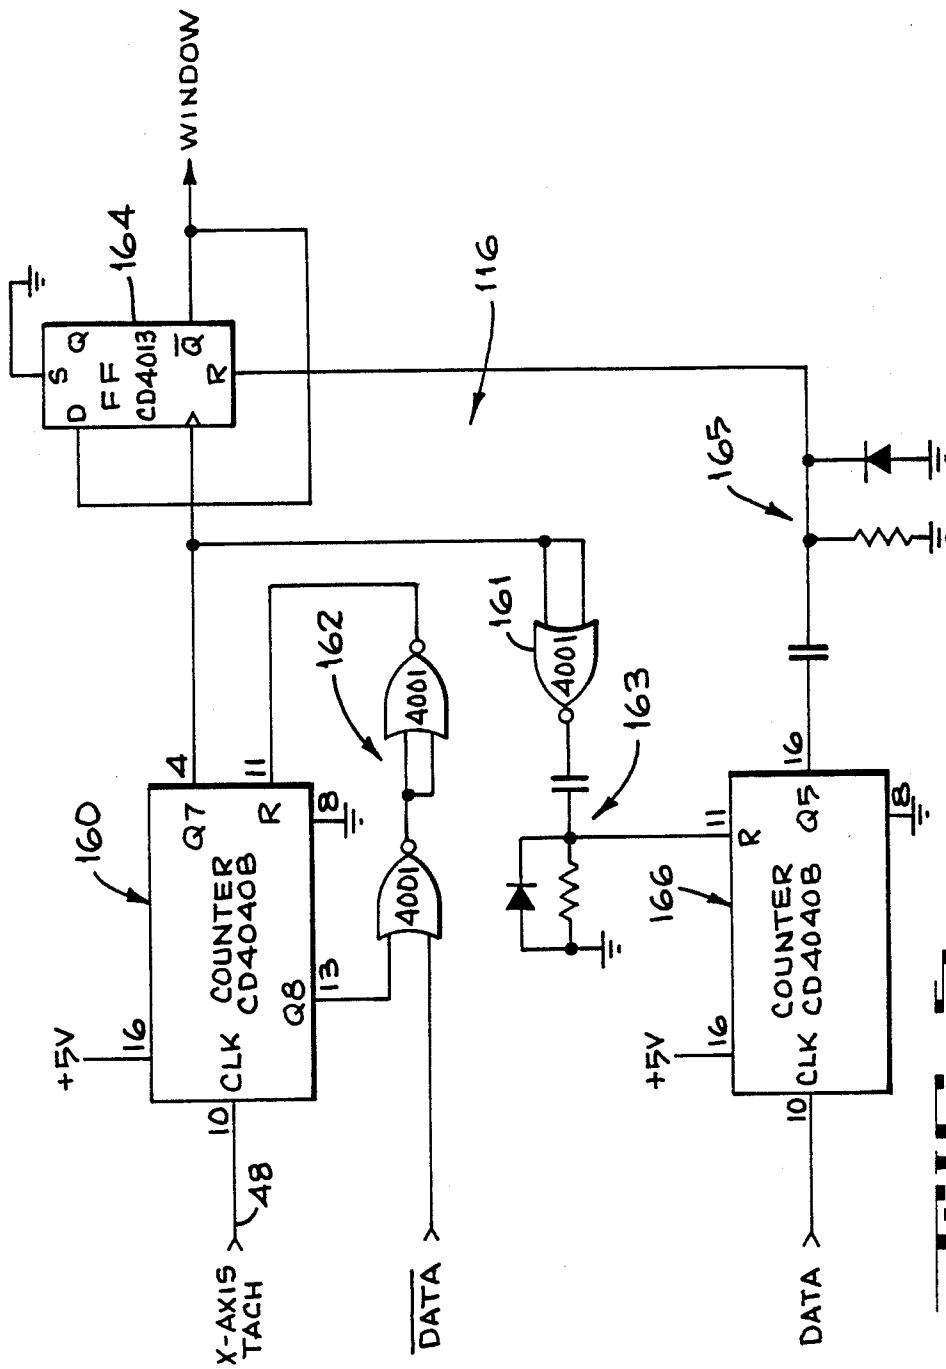 X-AXIS
TACH
48
10
CLK
+5V
16
160
COUNTER
CD4040B
Q8
13
Q7
4
R
11
8
DATA
4001
4001
162
D
S
Q
FF
CD4013
Q
R
164
WINDOW
116
4001
161
163
DATA
10
CLK
+5V
16
166
COUNTER
CD4040B
R
11
Q5
16
8
165